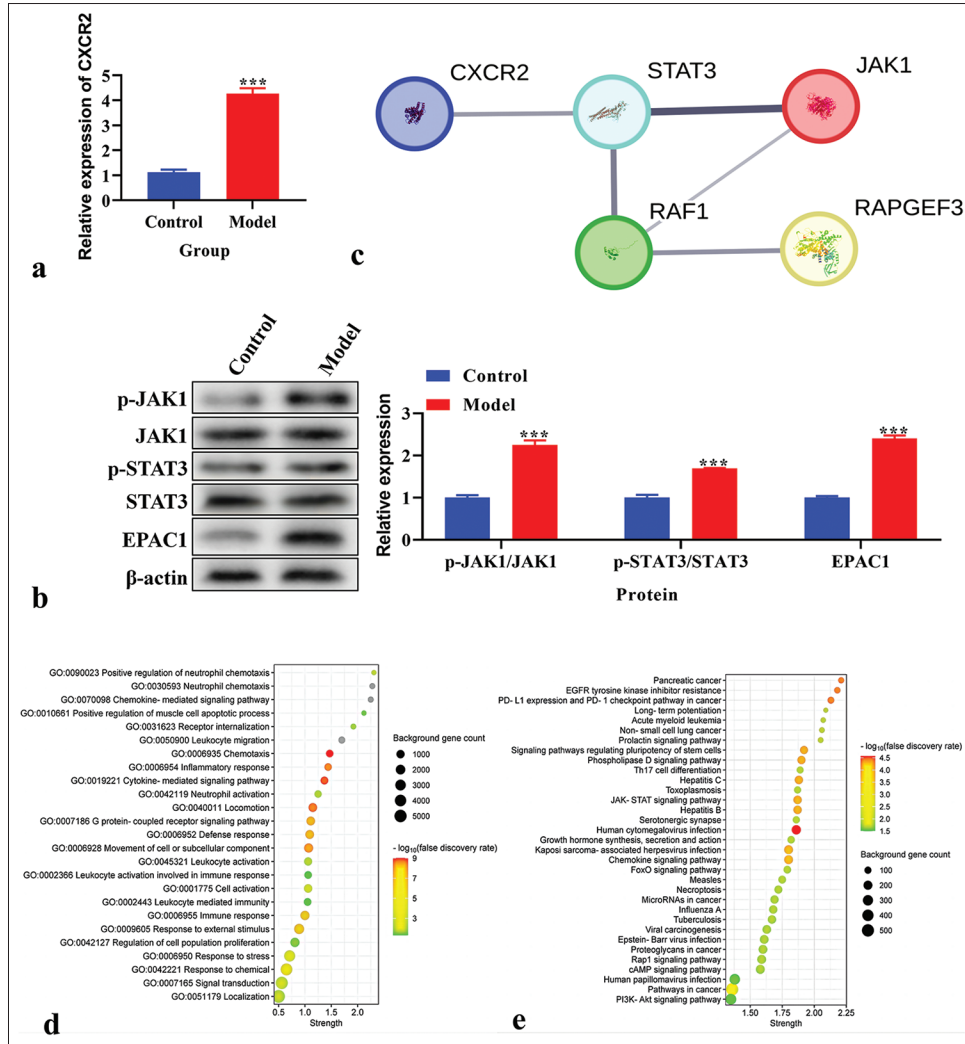 Relative expression of CXCR2
5
4
3
2
1
0
***
Control
Model
Group
a
CXCR2
STAT3
JAK1
RAF1
RAPGEF3
c
Control
Model
p-JAK1
JAK1
p-STAT3
STAT3
EPAC1
β-actin
b
Control
Model
Relative expression
3
2
1
0
***
***
***
p-JAK1/JAK1
p-STAT3/STAT3
EPAC1
Protein
GO:0090023 Positive regulation of neutrophil chemotaxis
GO:0030593 Neutrophil chemotaxis
GO:0070098 Chemokine- mediated signaling pathway
GO:0010661 Positive regulation of muscle cell apoptotic process
GO:0031623 Receptor internalization
GO:0050900 Leukocyte migration
GO:0006935 Chemotaxis
GO:0006954 Inflammatory response
GO:0019221 Cytokine- mediated signaling pathway
GO:0042119 Neutrophil activation
GO:0040011 Locomotion
GO:0007186 G protein- coupled receptor signaling pathway
GO:0006952 Defense response
GO:0006928 Movement of cell or subcellular component
GO:0045321 Leukocyte activation
GO:0002366 Leukocyte activation involved in immune response
GO:0001775 Cell activation
GO:0002443 Leukocyte mediated immunity
GO:0006955 Immune response
GO:0009605 Response to external stimulus
GO:0042127 Regulation of cell population proliferation
GO:0006950 Response to stress
GO:0042221 Response to chemical
GO:0007165 Signal transduction
GO:0051179 Localization
0.5
1.0
1.5
2.0
Strength
Background gene count
1000
2000
3000
4000
5000
- log10(false discovery rate)
9
7
5
3
d
Pancreatic cancer
EGFR tyrosine kinase inhibitor resistance
PD- L1 expression and PD- 1 checkpoint pathway in cancer
Long- term potentiation
Acute myeloid leukemia
Non- small cell lung cancer
Prolactin signaling pathway
Signaling pathways regulating pluripotency of stem cells
Phospholipase D signaling pathway
Th17 cell differentiation
Hepatitis C
Toxoplasmosis
JAK- STAT signaling pathway
Hepatitis B
Serotonergic synapse
Human cytomegalovirus infection
Growth hormone synthesis, secretion and action
Kaposi sarcoma- associated herpesvirus infection
Chemokine signaling pathway
FoxO signaling pathway
Measles
Necroptosis
MicroRNAs in cancer
Influenza A
Tuberculosis
Viral carcinogenesis
Epstein- Barr virus infection
Proteoglycans in cancer
Rap1 signaling pathway
cAMP signaling pathway
Human papillomavirus infection
Pathways in cancer
PI3K- Akt signaling pathway
1.50
1.75
2.00
2.25
Strength
- log10(false discovery rate)
4.5
4.0
3.5
3.0
2.5
2.0
1.5
Background gene count
100
200
300
400
500
e